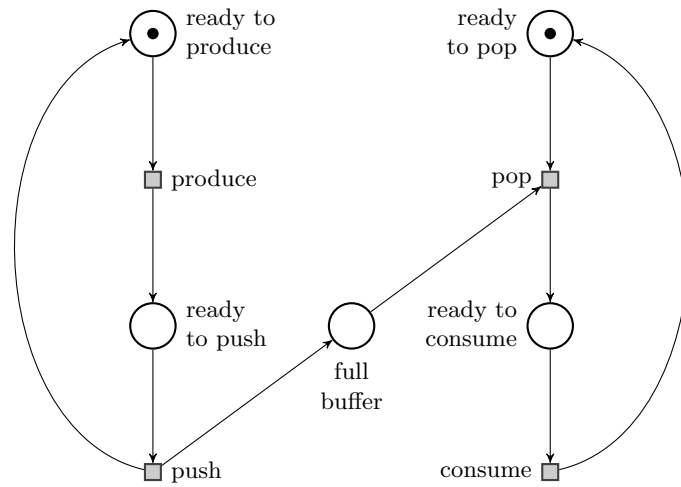 ready to
produce
ready
to pop
produce
pop
ready
to push
full
buffer
ready to
consume
push
consume